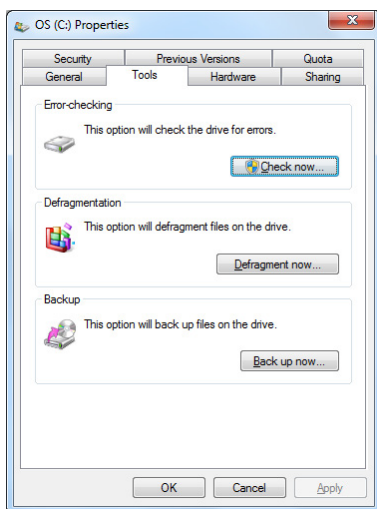 OS (C:) Properties
Security Previous Versions Quota
General Tools Hardware Sharing
Error-checking
This option will check the drive for errors.
Check now...
Defragmentation
This option will defragment files on the drive.
Defragment now...
Backup
This option will back up files on the drive.
Back up now...
OK Cancel Apply